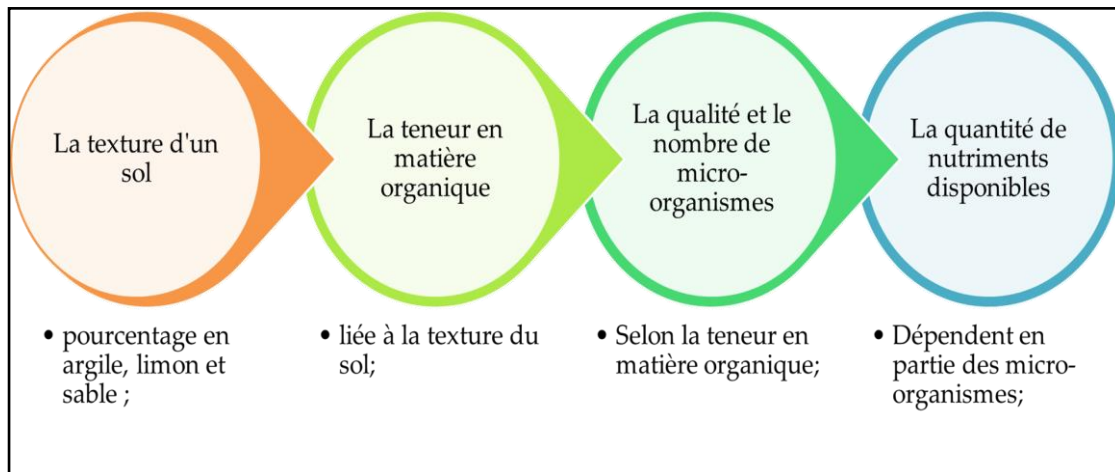 La texture d'un
sol
La teneur en
matière
organique
La qualité et le
nombre de
micro-
organismes
La quantité de
nutriments
disponibles
• pourcentage en
argile, limon et
sable ;
• liée à la texture du
sol;
• Selon la teneur en
matière organique;
• Dépendent en
partie des micro-
organismes;